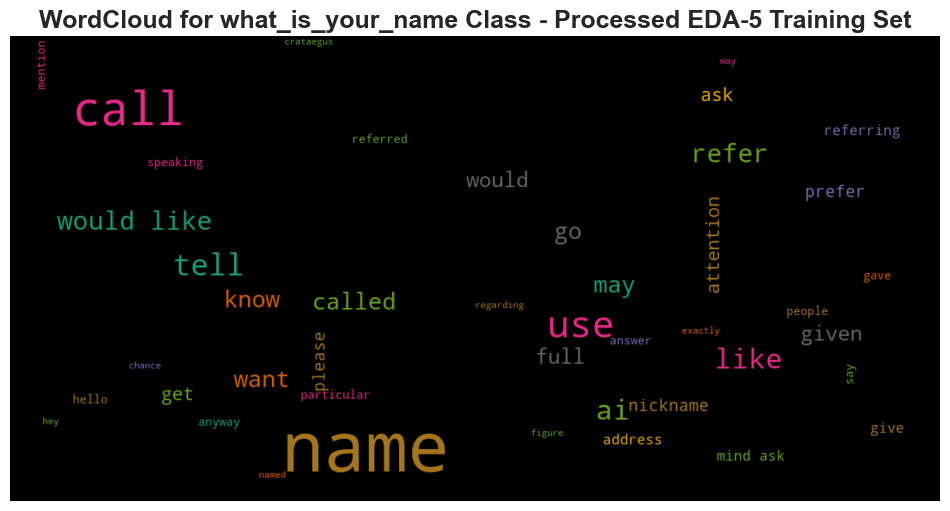 WordCloud for what_is_your_name Class - Processed EDA-5 Training Set
crataegus
mention
way
ask
call
referring
referred
refer
speaking
would
prefer
would like
attention
go
tell
gave
may
know
called
regarding
people
use
exactly
given
answer
please
full
like
chance
want
say
get
particular
hello
ai
nickname
hey
anyway
give
figure
address
name
mind ask
named